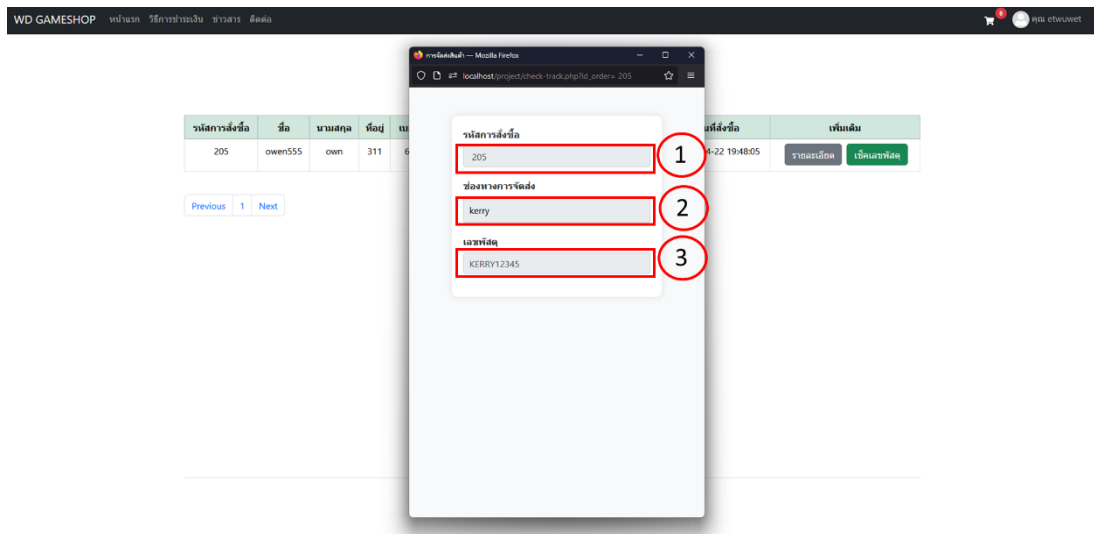 WD GAMESHOP หน้าแรก วิธีการชำระเงิน ข่าวสาร ติดต่อ 0 คุณ etwuwet
การจัดส่งสินค้า — Mozilla Firefox
localhost/project/check-track.php?id_order= 205
รหัสการสั่งซื้อ ชื่อ นามสกุล ที่อยู่ เพิ่มเติม
205 owen555 own 311 6 4-22 19:48:05 รายละเอียด เช็คเลขพัสดุ
Previous 1 Next
รหัสการสั่งซื้อ
205 1
ช่องทางการจัดส่ง
kerry 2
เลขพัสดุ
KERRY12345 3